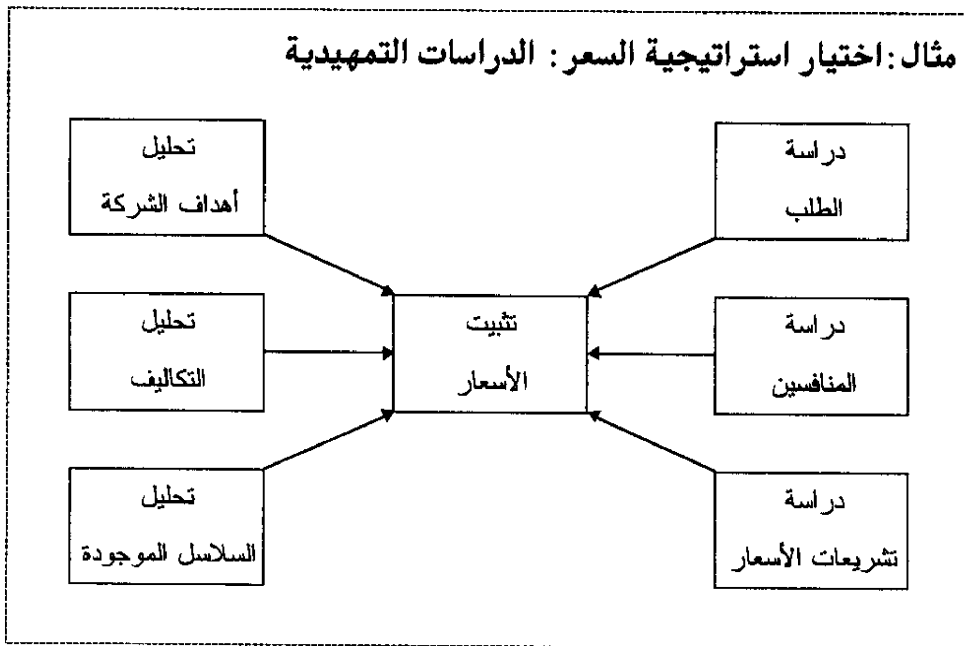 مثال: اختيار استراتيجية السعر: الدراسات التمهيدية
دراسة
الطلب
تحليل
أهداف الشركة
دراسة
المنافسين
تثبيت
الأسعار
تحليل
التكاليف
دراسة
تشريعات الأسعار
تحليل
السلاسل الموجودة